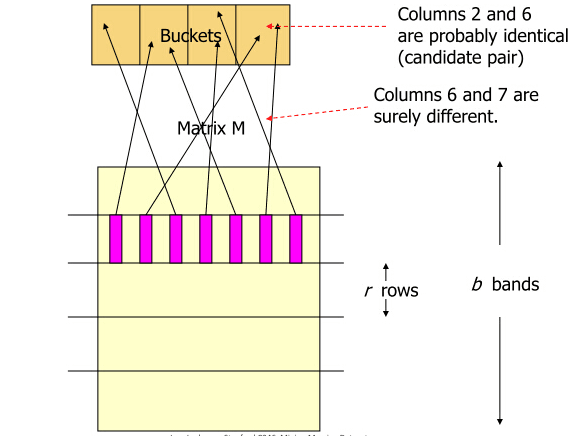 Buckets
Columns 2 and 6
are probably identical
(candidate pair)
Columns 6 and 7 are
surely different.
Matrix M
r rows
b bands